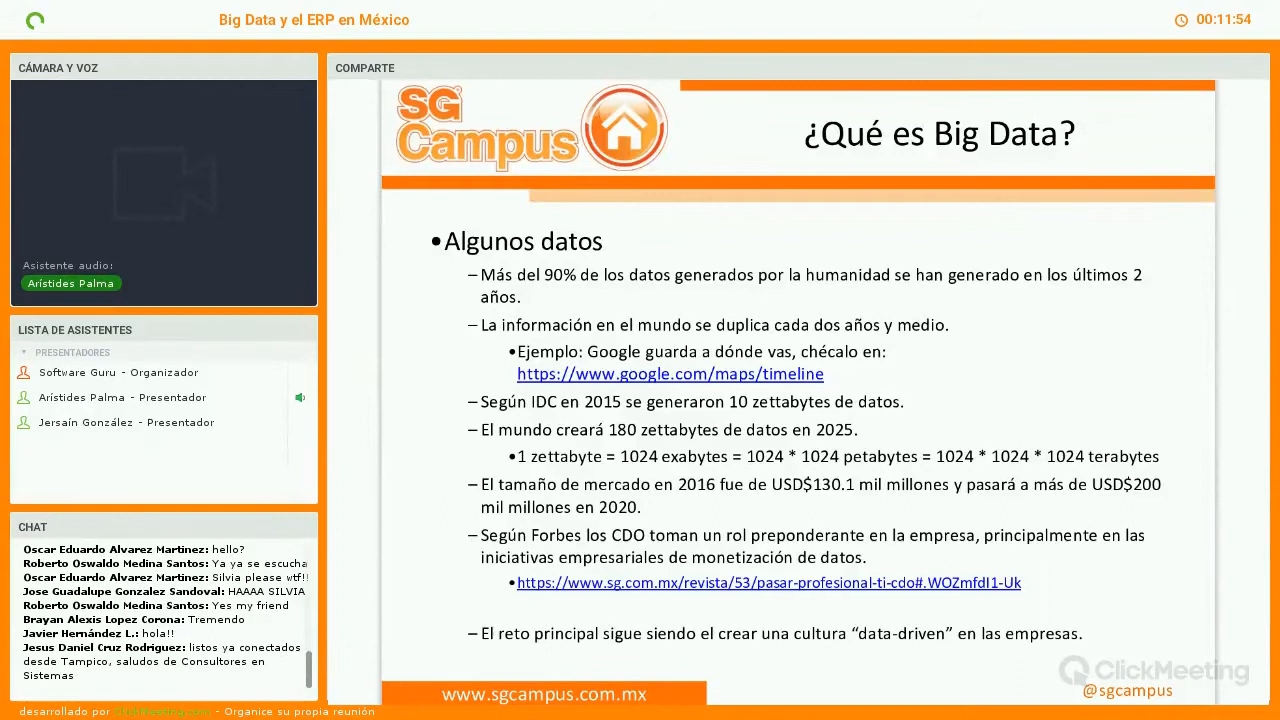 Big Data y el ERP en México
00:11:54
CÁMARA Y VOZ
Asistente audio:
Arístides Palma
LISTA DE ASISTENTES
PRESENTADORES
Software Guru - Organizador
Arístides Palma - Presentador
Jersaín González - Presentador
CHAT
Oscar Eduardo Alvarez Martinez: hello?
Roberto Oswaldo Medina Santos: Ya ya se escucha
Oscar Eduardo Alvarez Martinez: Silvia please wtf!!
Jose Guadalupe Gonzalez Sandoval: HAAAA SILVIA
Roberto Oswaldo Medina Santos: Yes my friend
Brayan Alexis Lopez Corona: Tremendo
Javier Hernández L.: hola!!
Jesus Daniel Cruz Rodriguez: listos ya conectados
desde Tampico, saludos de Consultores en
Sistemas
COMPARTE
SG
Campus
¿Qué es Big Data?
•Algunos datos
– Más del 90% de los datos generados por la humanidad se han generado en los últimos 2
años.
– La información en el mundo se duplica cada dos años y medio.
•Ejemplo: Google guarda a dónde vas, chécalo en:
https://www.google.com/maps/timeline
– Según IDC en 2015 se generaron 10 zettabytes de datos.
– El mundo creará 180 zettabytes de datos en 2025.
•1 zettabyte = 1024 exabytes = 1024 * 1024 petabytes = 1024 * 1024 * 1024 terabytes
– El tamaño de mercado en 2016 fue de USD$130.1 mil millones y pasará a más de USD$200
mil millones en 2020.
– Según Forbes los CDO toman un rol preponderante en la empresa, principalmente en las
iniciativas empresariales de monetización de datos.
•https://www.sg.com.mx/revista/53/pasar-profesional-ti-cdo#.WOZmfdI1-Uk
– El reto principal sigue siendo el crear una cultura “data-driven” en las empresas.
ClickMeeting
www.sgcampus.com.mx
@sgcampus
desarrollado por ClickMeeting.com - Organice su propia reunión